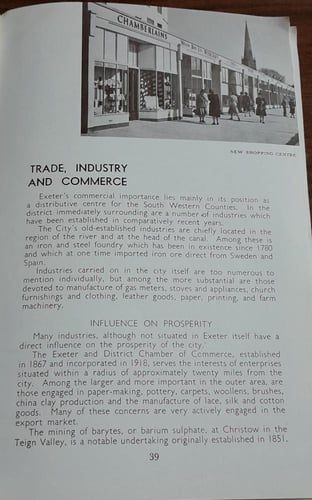 CHAMBERLAINS
NEW SHOPPING CENTRE
TRADE, INDUSTRY
AND COMMERCE
Exeter's commercial importance lies mainly in its position as
a distributive centre for the South Western Counties. In the
district immediately surrounding are a number of industries which
have been established in comparatively recent years.
The City's old-established industries are chiefly located in the
region of the river and at the head of the canal. Among these is
an iron and steel foundry which has been in existence since 1780
and which at one time imported iron ore direct from Sweden and
Spain.
Industries carried on in the city itself are too numerous to
mention individually, but among the more substantial are those
devoted to manufacture of gas meters, stoves and appliances, church
furnishings and clothing, leather goods, paper, printing, and farm
machinery.
INFLUENCE ON PROSPERITY
Many industries, although not situated in Exeter itself have a
direct influence on the prosperity of the city.
The Exeter and District Chamber of Commerce, established
in 1867 and incorporated in 1918, serves the interests of enterprises
situated within a radius of approximately twenty miles from the
city. Among the larger and more important in the outer area, are
those engaged in paper-making, pottery, carpets, woollens, brushes,
china clay production and the manufacture of lace, silk and cotton
goods. Many of these concerns are very actively engaged in the
export market.
The mining of barytes, or barium sulphate, at Christow in the
Teign Valley, is a notable undertaking originally established in 1851.
39